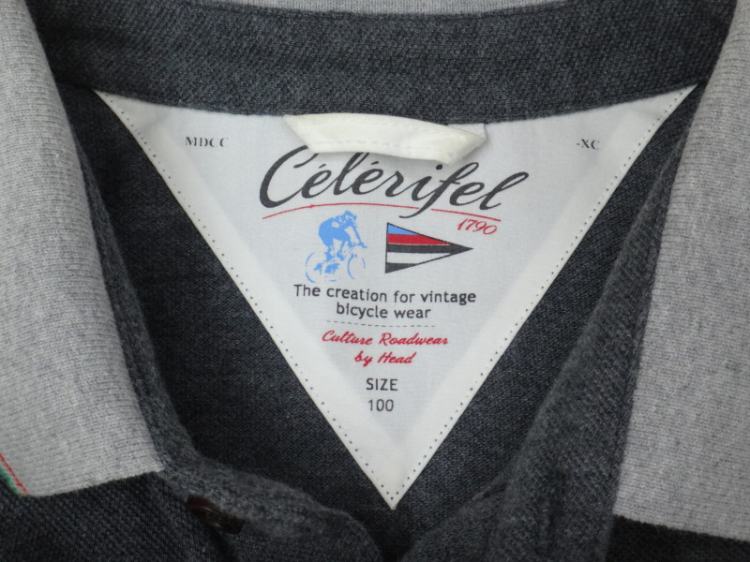 MDCC -XC
Célérifel
1790
The creation for vintage
bicycle wear
Culture Roadwear
by Head
SIZE
100